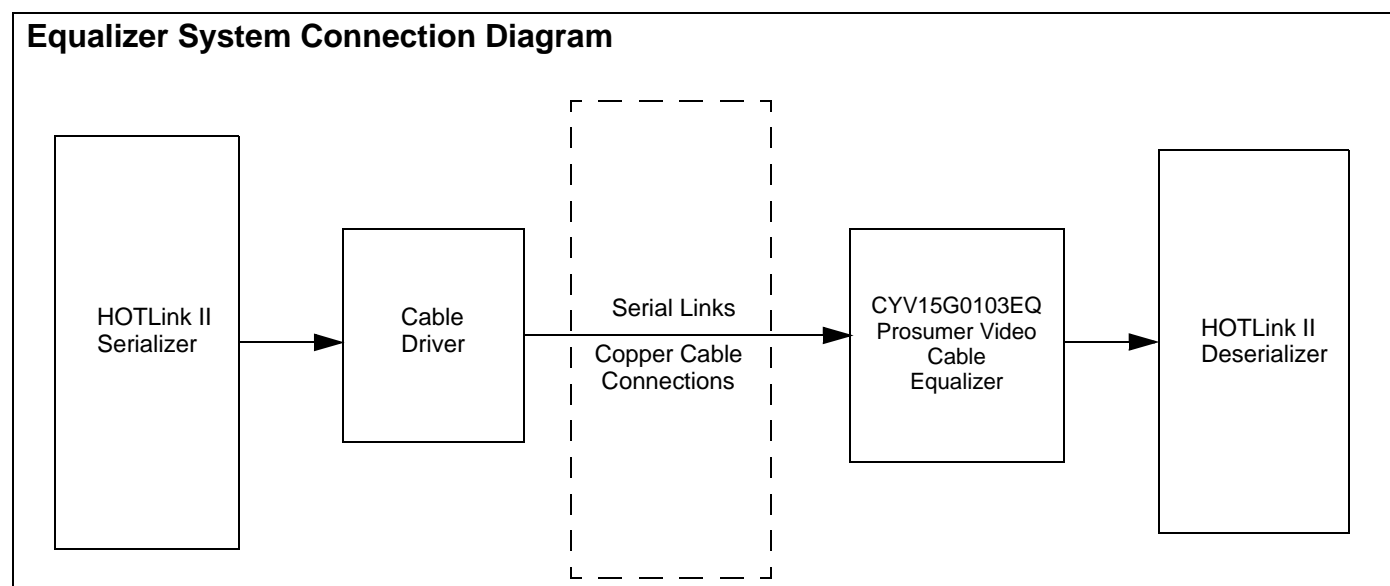 Equalizer System Connection Diagram
HOTLink II
Serializer
Cable
Driver
Serial Links
Copper Cable
Connections
CYV15G0103EQ
Prosumer Video
Cable
Equalizer
HOTLink II
Deserializer